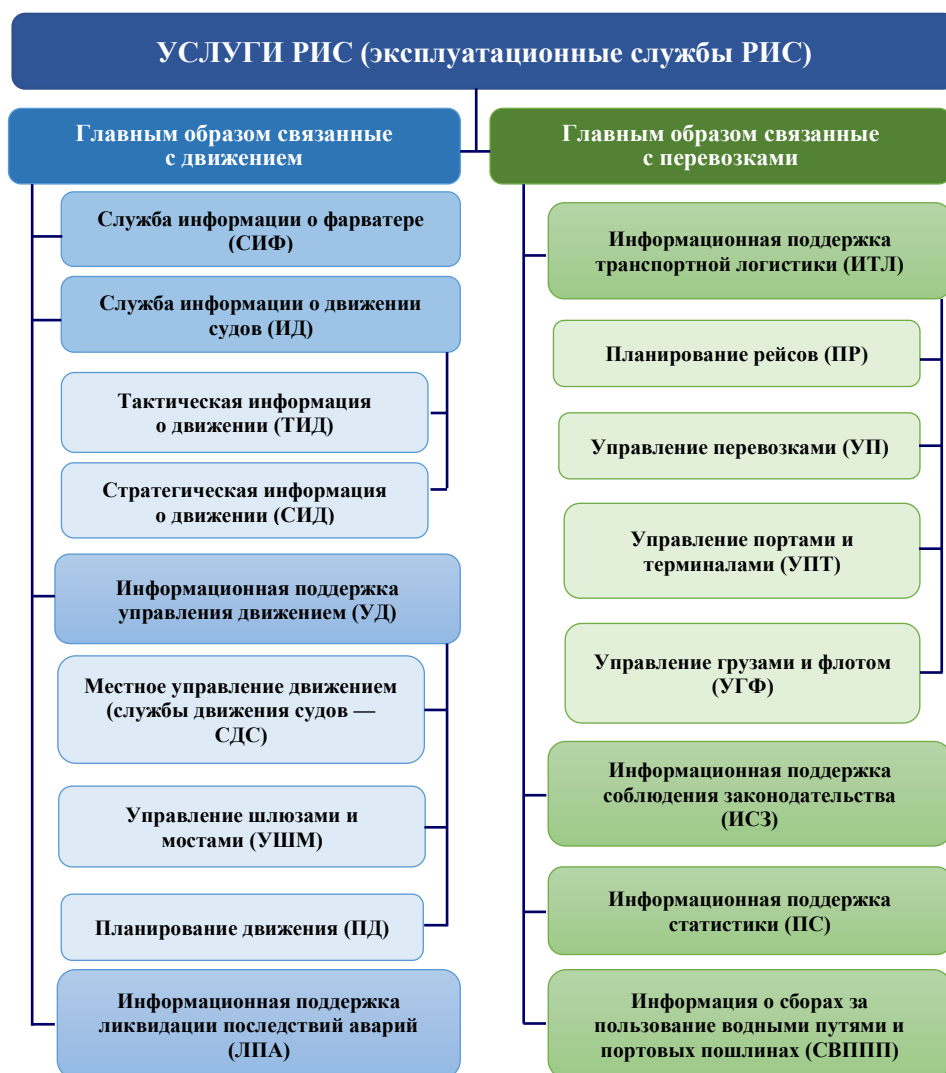 УСЛУГИ РИС (эксплуатационные службы РИС)
Главным образом связанные
с движением
Служба информации о фарватере
(СИФ)
Служба информации о движении
судов (ИД)
Тактическая информация
о движении (ТИД)
Стратегическая информация
о движении (СИД)
Информационная поддержка
управления движением (УД)
Местное управление движением
(службы движения судов —
СДС)
Управление шлюзами и
мостами (УШМ)
Планирование движения (ПД)
Информационная поддержка
ликвидации последствий аварий
(ЛПА)
Главным образом связанные
с перевозками
Информационная поддержка
транспортной логистики (ИТЛ)
Планирование рейсов (ПР)
Управление перевозками (УП)
Управление портами и
терминалами (УПТ)
Управление грузами и флотом
(УГФ)
Информационная поддержка
соблюдения законодательства
(ИСЗ)
Информационная поддержка
статистики (ПС)
Информация о сборах за
пользование водными путями и
портовых пошлинах (СВППП)